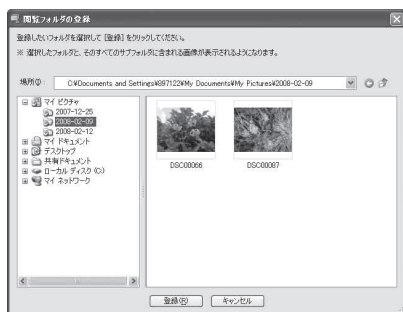 閲覧フォルダの登録
登録したいフォルダを選択して [登録] をクリックしてください。
※ 選択したフォルダと、そのすべてのサブフォルダに含まれる画像が表示されるようになります。
場所(I): C:¥Documents and Settings¥897122¥My Documents¥My Pictures¥2008-02-09
マイ ピクチャ
2007-12-25
2008-02-09
2008-02-12
マイ ドキュメント
デスクトップ
共有ドキュメント
ローカル ディスク (C:)
マイ ネットワーク
DSC00066 DSC00087
登録(R) キャンセル